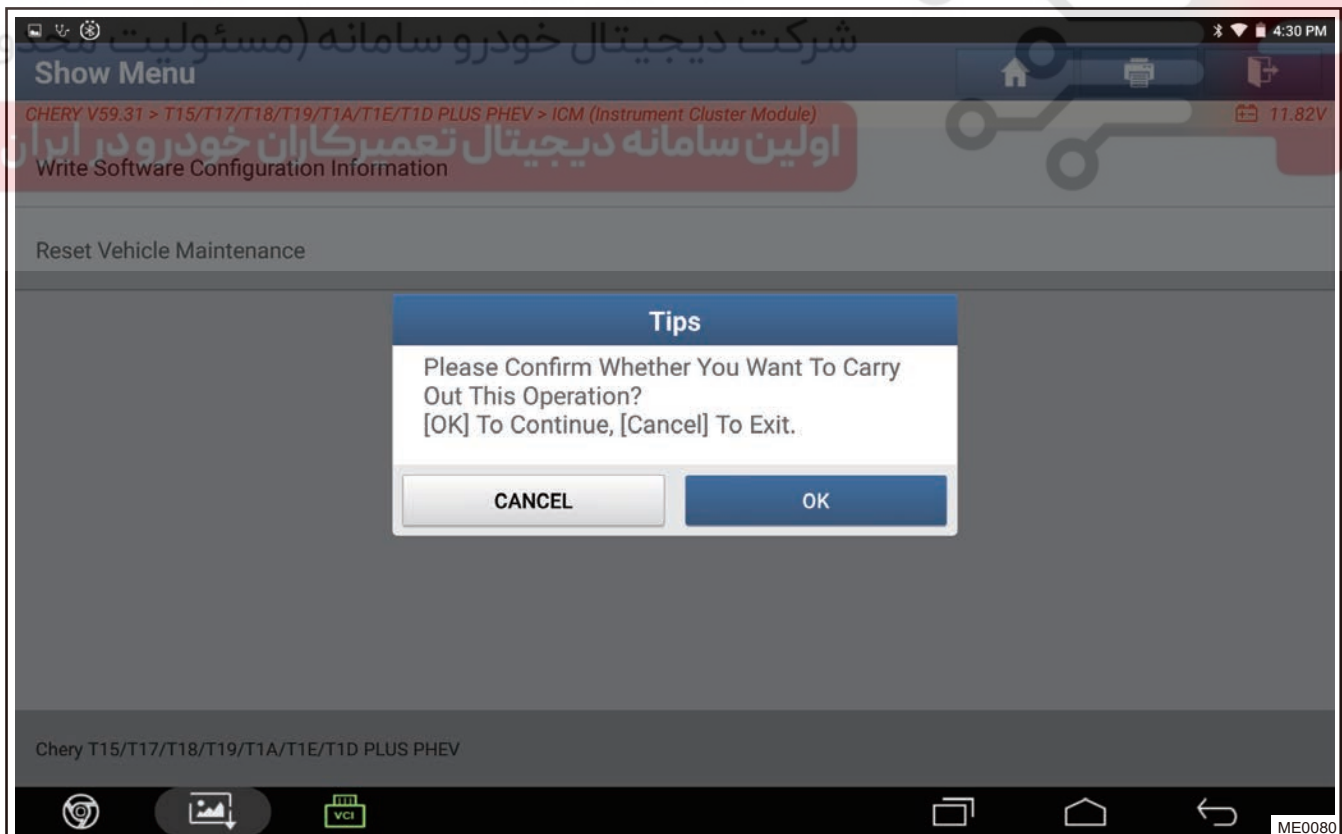 شرکت دیجیتال خودرو سامانه (مسئولیت محدو
4:30 PM
Show Menu
CHERY V59.31 > T15/T17/T18/T19/T1A/T1E/T1D PLUS PHEV > ICM (Instrument Cluster Module)
11.82V
اولین سامانه دیجیتال تعمیرکاران خودرو در ایران
Write Software Configuration Information
Reset Vehicle Maintenance
Tips
Please Confirm Whether You Want To Carry
Out This Operation?
[OK] To Continue, [Cancel] To Exit.
CANCEL
OK
Chery T15/T17/T18/T19/T1A/T1E/T1D PLUS PHEV
VCI
ME0080